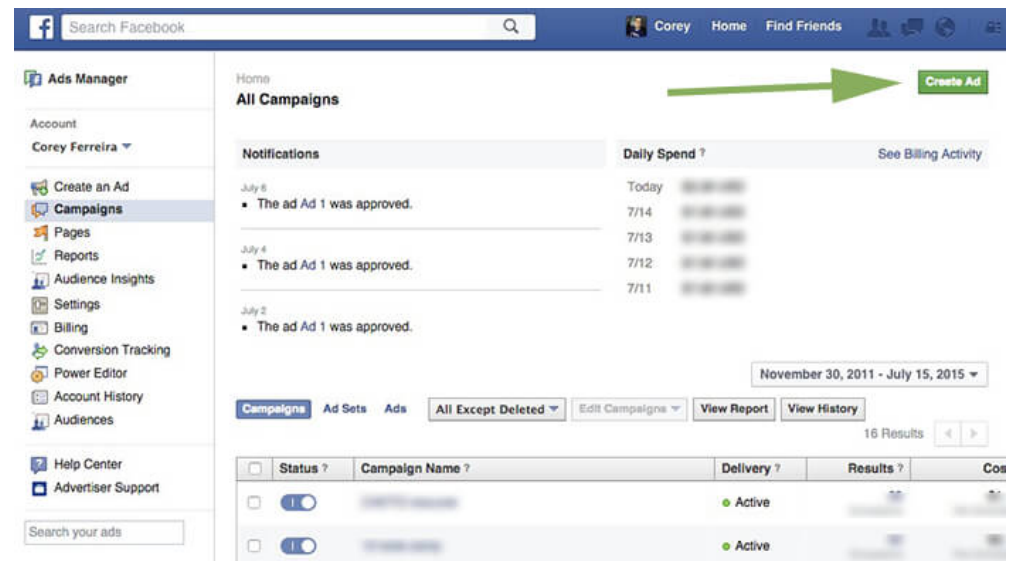 f Search Facebook Corey Home Find Friends
Ads Manager
Account
Corey Ferreira
Create an Ad
Campaigns
Pages
Reports
Audience Insights
Settings
Billing
Conversion Tracking
Power Editor
Account History
Audiences
Help Center
Advertiser Support
Search your ads
Home
All Campaigns
Create Ad
Notifications
July 6
▪ The ad Ad 1 was approved.
July 4
▪ The ad Ad 1 was approved.
July 2
▪ The ad Ad 1 was approved.
Daily Spend ? See Billing Activity
Today
7/14
7/13
7/12
7/11
November 30, 2011 - July 15, 2015
Campaigns Ad Sets Ads All Except Deleted Edit Campaigns View Report View History
16 Results
Status ? Campaign Name ? Delivery ? Results ? Cos
Active
Active